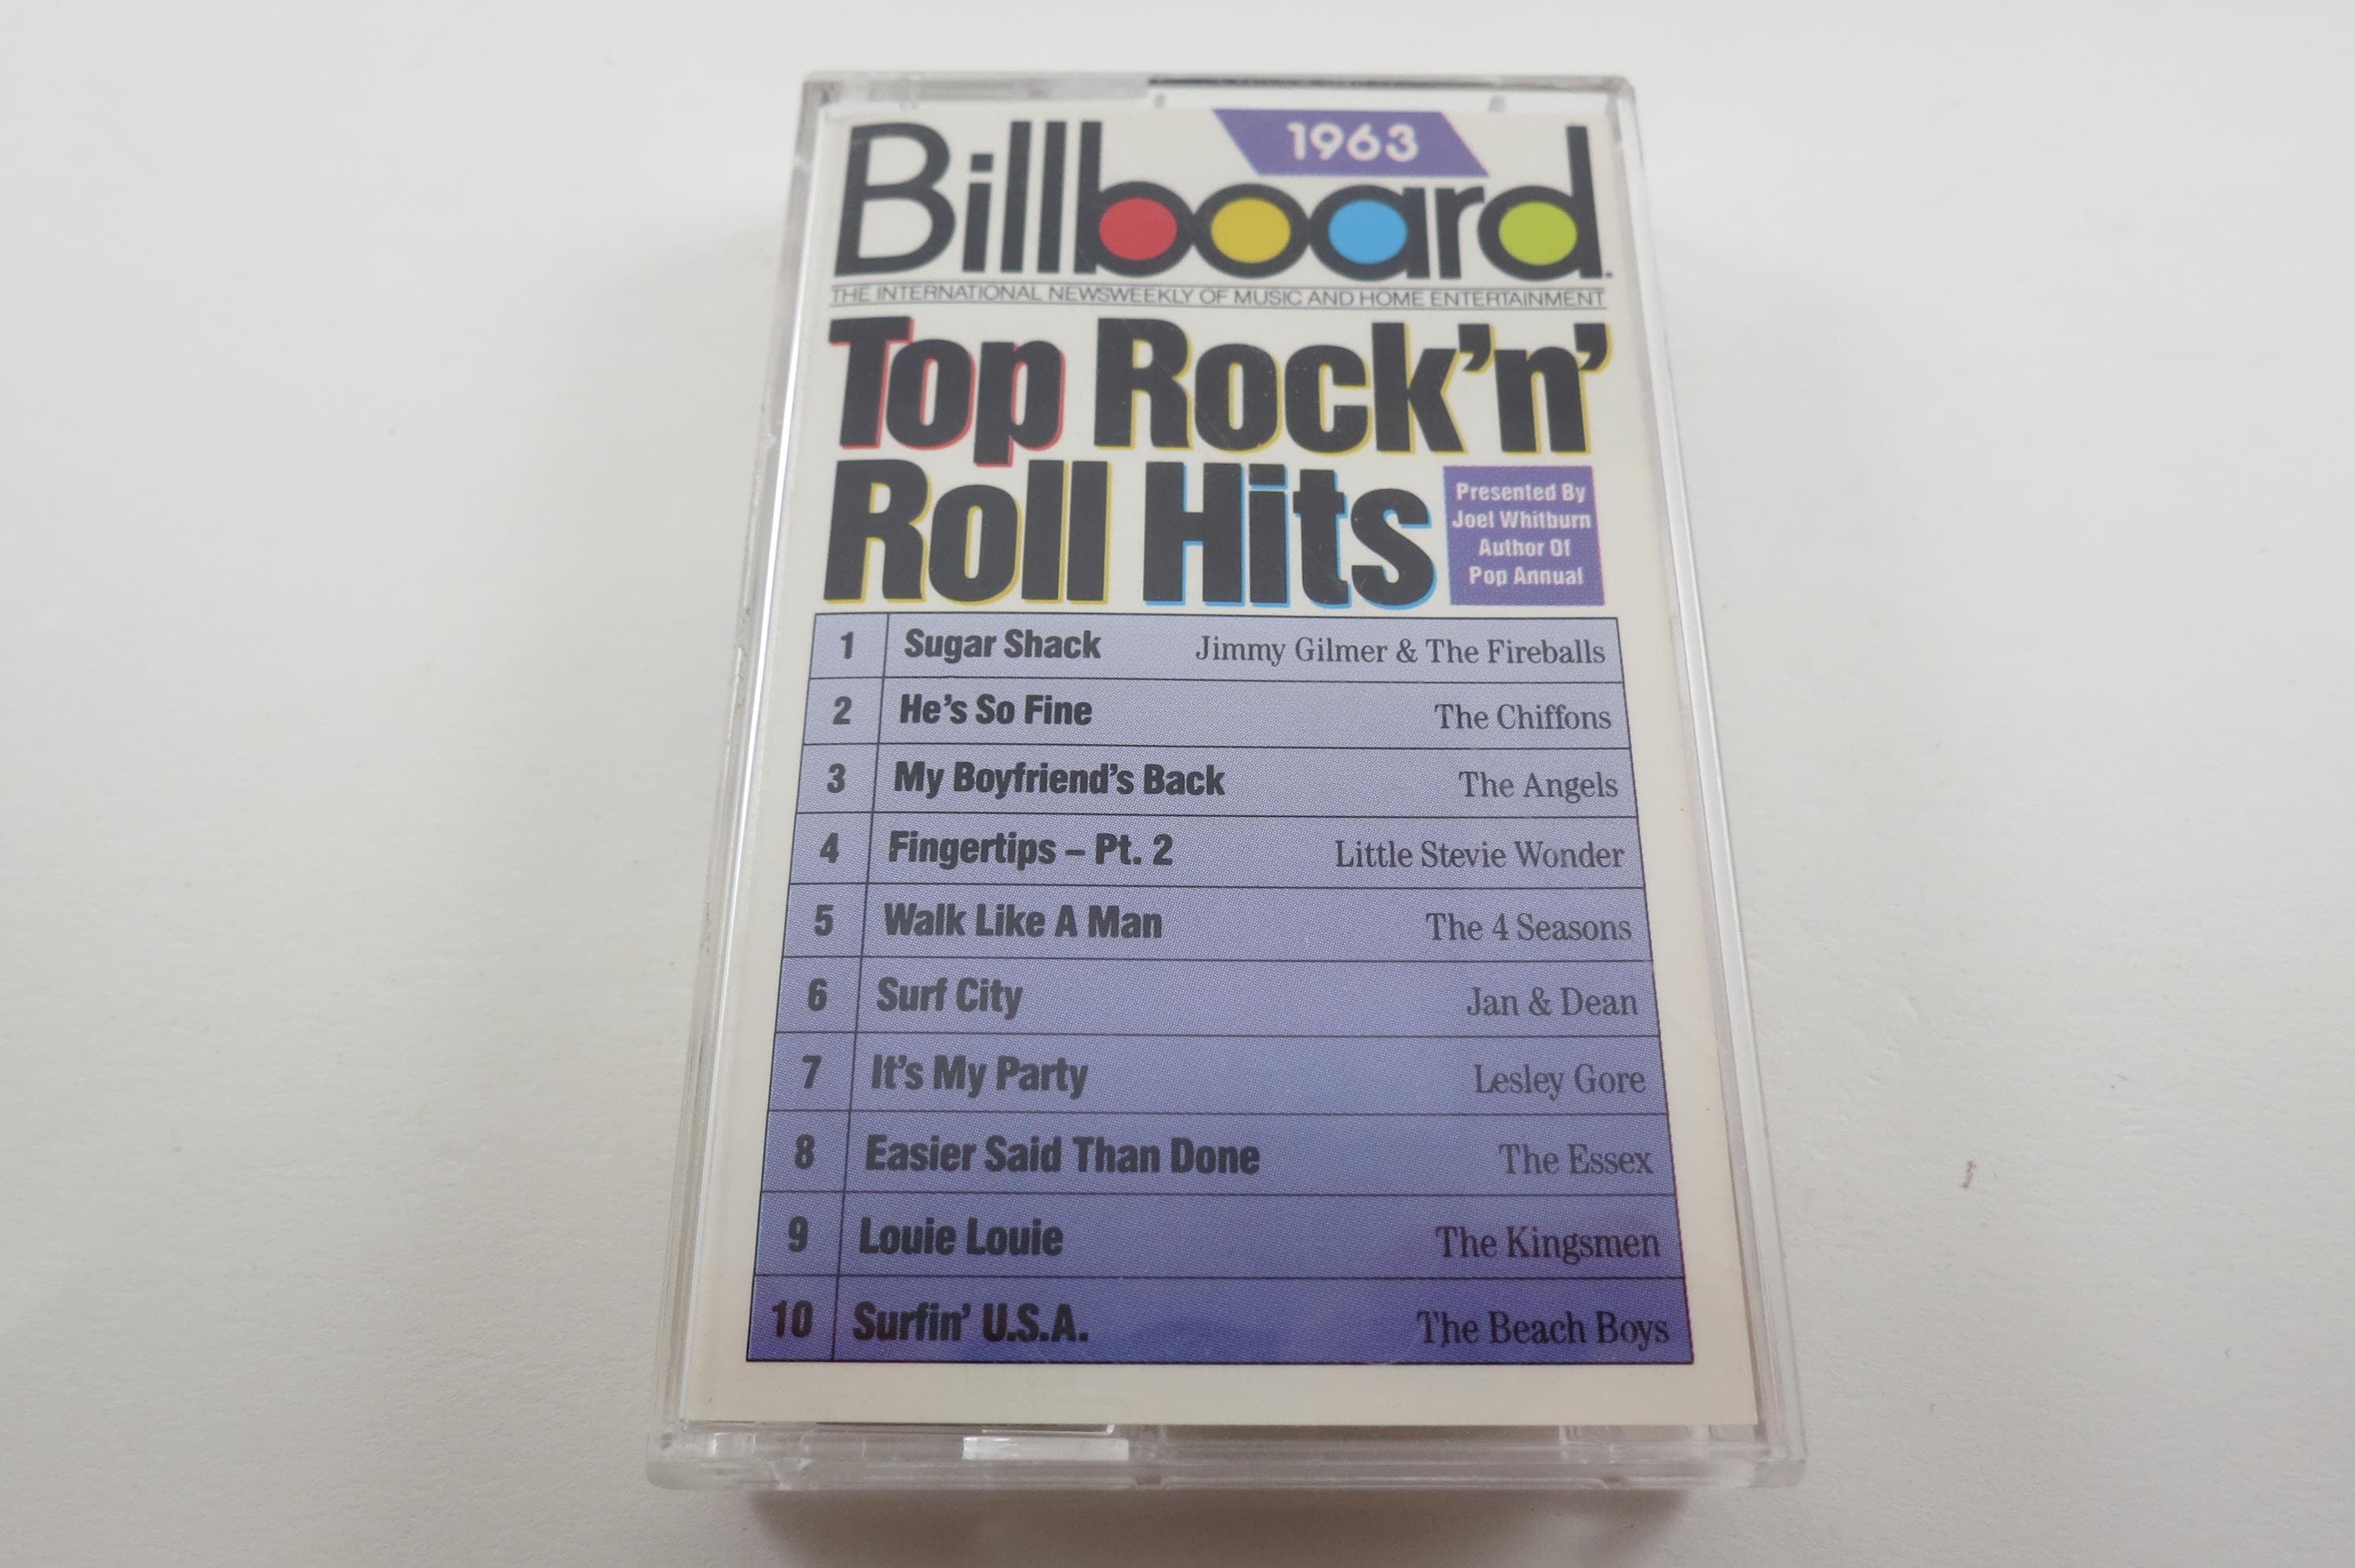 1963
Billboard.
THE INTERNATIONAL NEWSWEEKLY OF MUSIC AND HOME ENTERTAINMENT
Top Rock'n'
Roll Hits
Presented By
Joel Whitburn
Author Of
Pop Annual
1 Sugar Shack Jimmy Gilmer & The Fireballs
2 He's So Fine The Chiffons
3 My Boyfriend's Back The Angels
4 Fingertips – Pt. 2 Little Stevie Wonder
5 Walk Like A Man The 4 Seasons
6 Surf City Jan & Dean
7 It's My Party Lesley Gore
8 Easier Said Than Done The Essex
9 Louie Louie The Kingsmen
10 Surfin' U.S.A. The Beach Boys